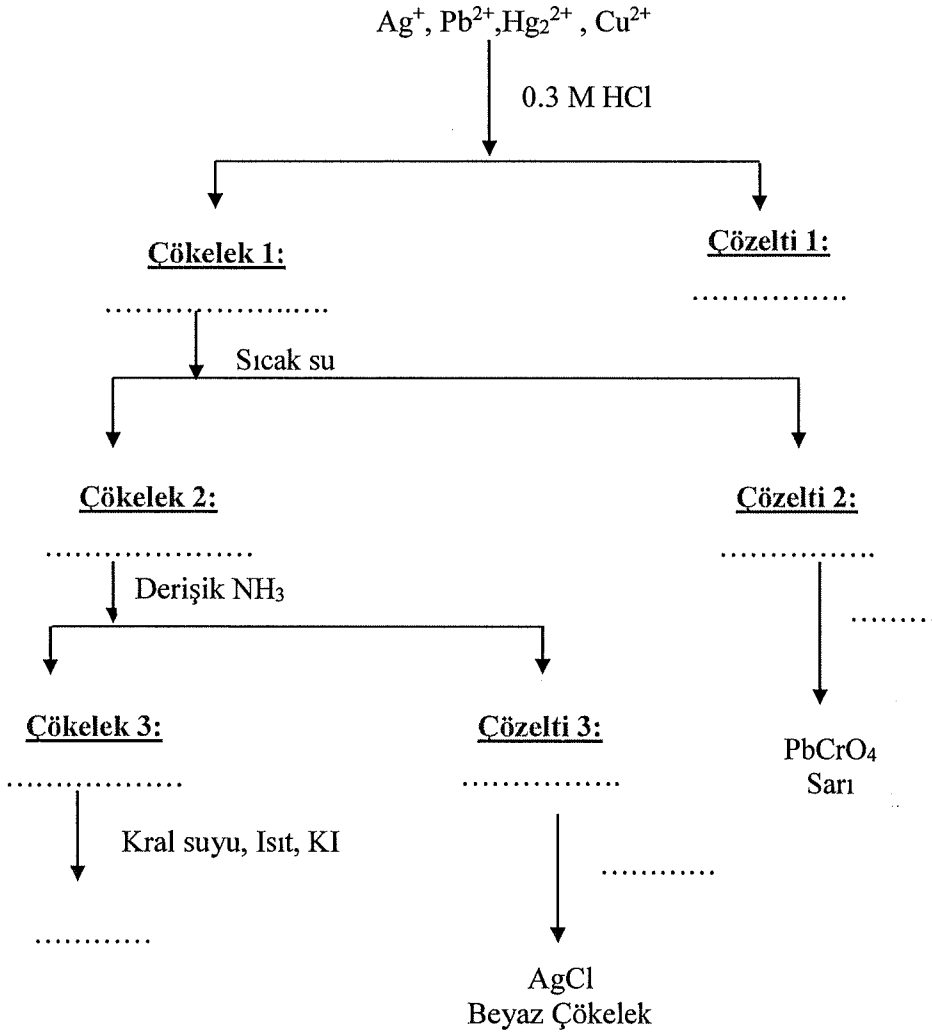 Ag⁺, Pb²⁺,Hg₂²⁺ , Cu²⁺
0.3 M HCl
Çökelek 1:
Çözelti 1:
..........................
..................
Sıcak su
Çökelek 2:
Çözelti 2:
........................
..................
Derişik NH₃
.........
Çökelek 3:
Çözelti 3:
PbCrO₄
Sarı
....................
..................
Kral suyu, Isıt, KI
.............
.............
AgCl
Beyaz Çökelek